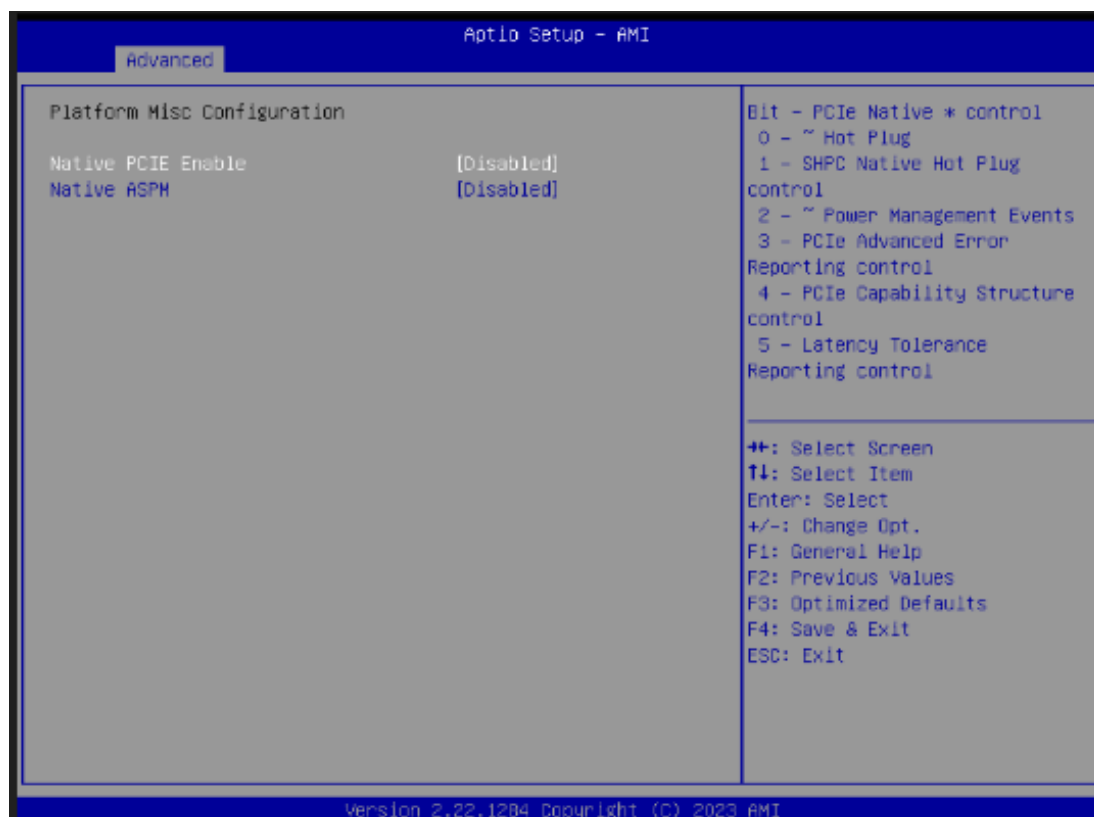 Aptio Setup - AMI
Advanced
Platform Misc Configuration
Native PCIE Enable [Disabled]
Native ASPM [Disabled]
Bit - PCIe Native * control
0 - ~ Hot Plug
1 - SHPC Native Hot Plug
control
2 - ~ Power Management Events
3 - PCIe Advanced Error
Reporting control
4 - PCIe Capability Structure
control
5 - Latency Tolerance
Reporting control
→←: Select Screen
↑↓: Select Item
Enter: Select
+/-: Change Opt.
F1: General Help
F2: Previous Values
F3: Optimized Defaults
F4: Save & Exit
ESC: Exit
Version 2.22.1284 Copyright (C) 2023 AMI